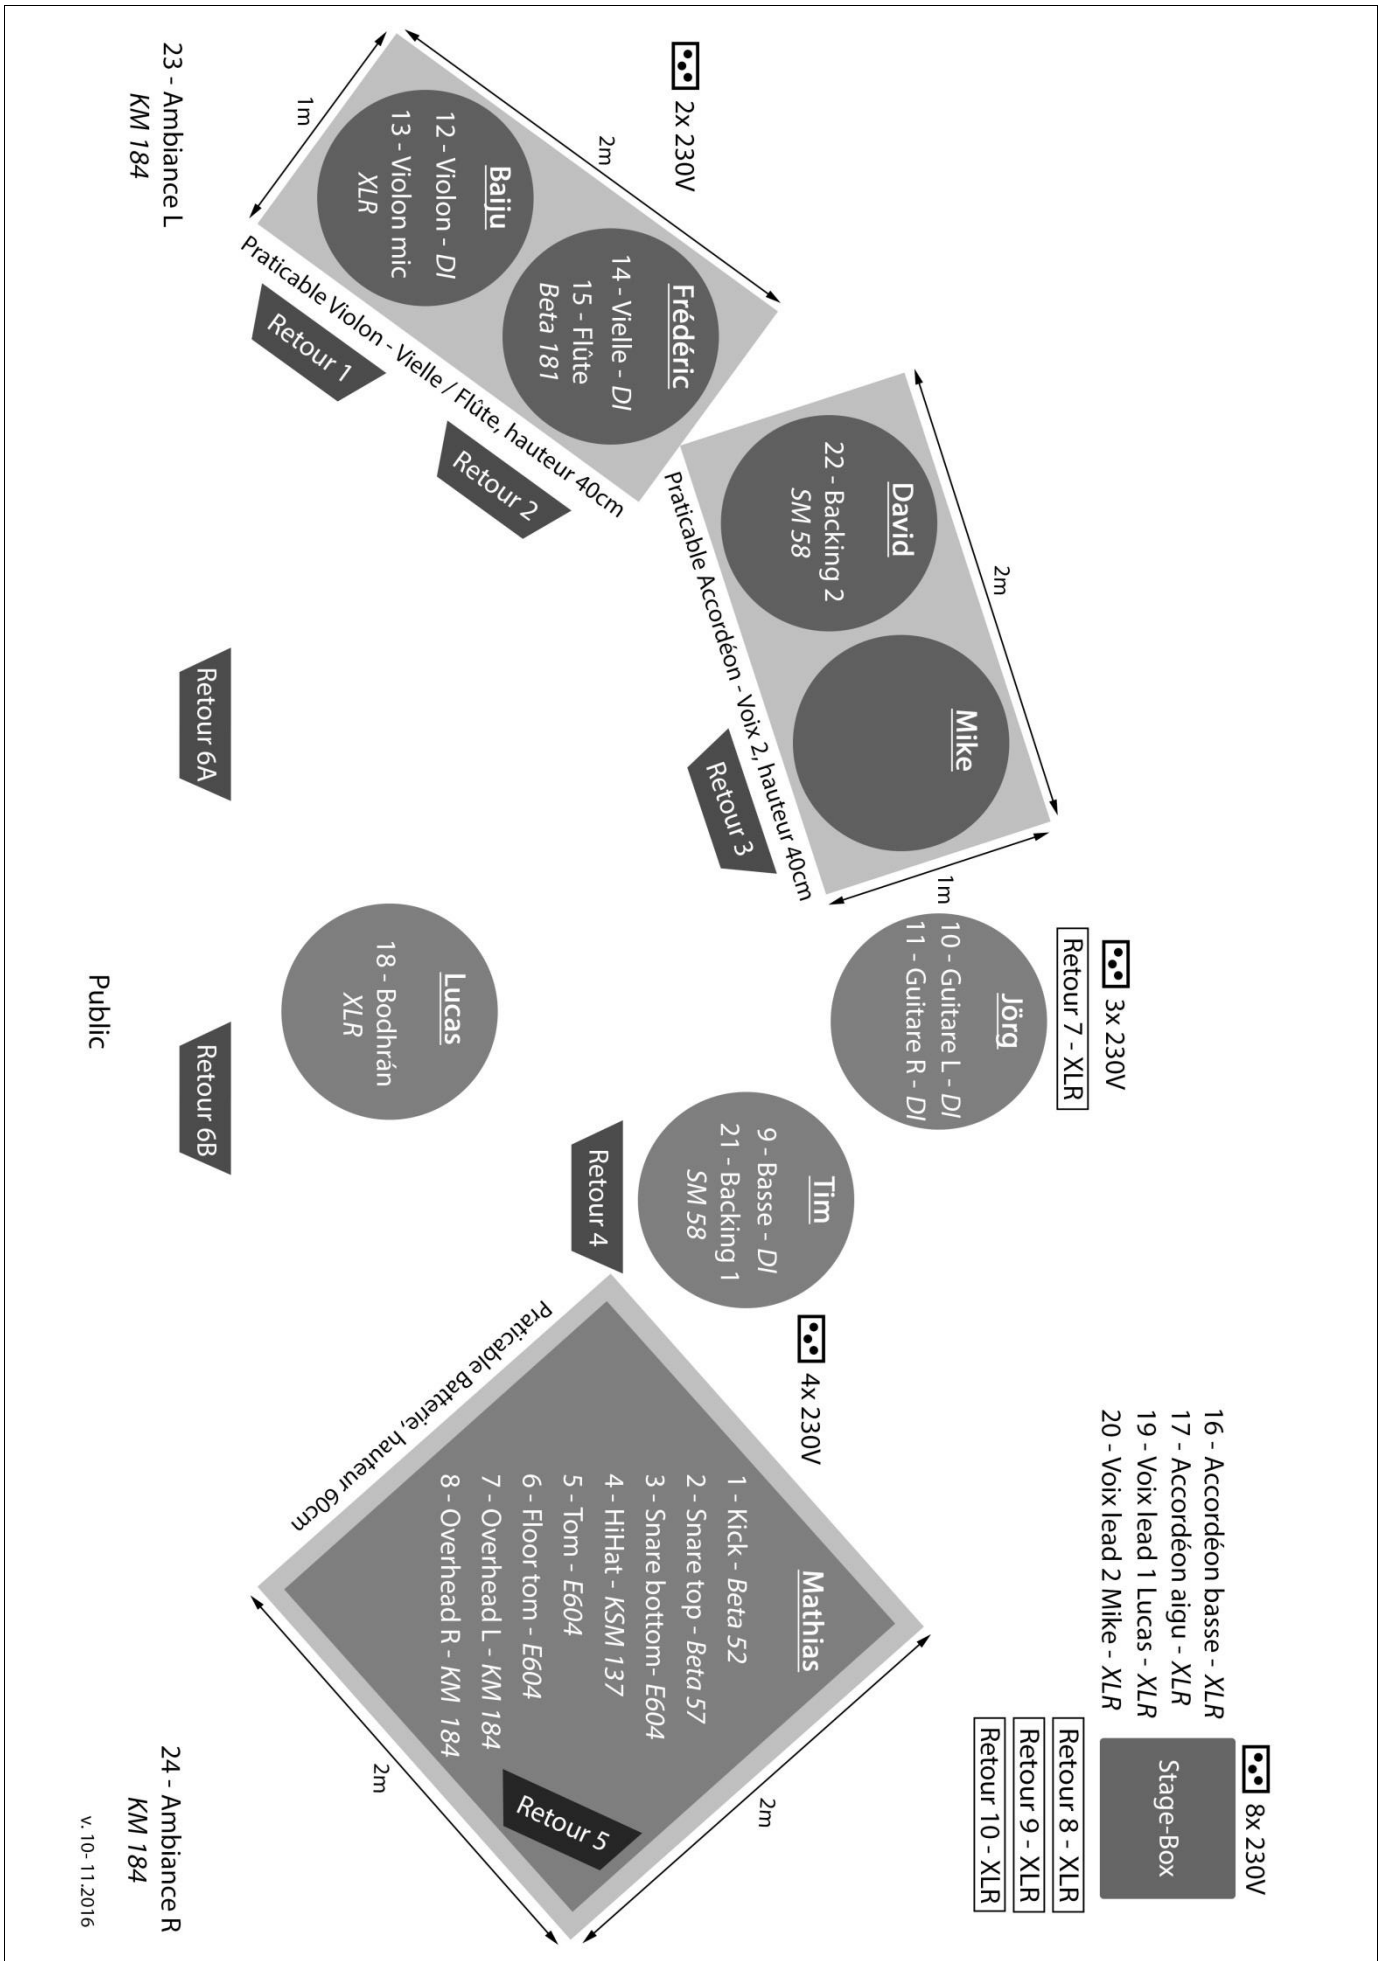 16 - Accordéon basse - XLR
17 - Accordéon aigu - XLR
19 - Voix lead 1 Lucas - XLR
20 - Voix lead 2 Mike - XLR
8x 230V
Stage-Box
Retour 8 - XLR
Retour 9 - XLR
Retour 10 - XLR
3x 230V
Retour 7 - XLR
Jörg
10 - Guitare L - DI
11 - Guitare R - DI
2m
1m
Mike
David
22 - Backing 2
SM 58
Praticable Accordéon - Voix 2, hauteur 40cm
Retour 3
2x 230V
2m
1m
Frédéric
14 - Vielle - DI
15 - Flûte
Beta 181
Baiju
12 - Violon - DI
13 - Violon mic
XLR
Praticable Violon - Vielle / Flûte, hauteur 40cm
Retour 1
Retour 2
Tim
9 - Basse - DI
21 - Backing 1
SM 58
Retour 4
4x 230V
Mathias
1 - Kick - Beta 52
2 - Snare top - Beta 57
3 - Snare bottom- E604
4 - HiHat - KSM 137
5 - Tom - E604
6 - Floor tom - E604
7 - Overhead L - KM 184
8 - Overhead R - KM 184
Retour 5
2m
2m
Praticable Batterie, hauteur 60cm
Lucas
18 - Bodhrán
XLR
Retour 6A
Retour 6B
23 - Ambiance L
KM 184
Public
24 - Ambiance R
KM 184
v. 10- 11.2016